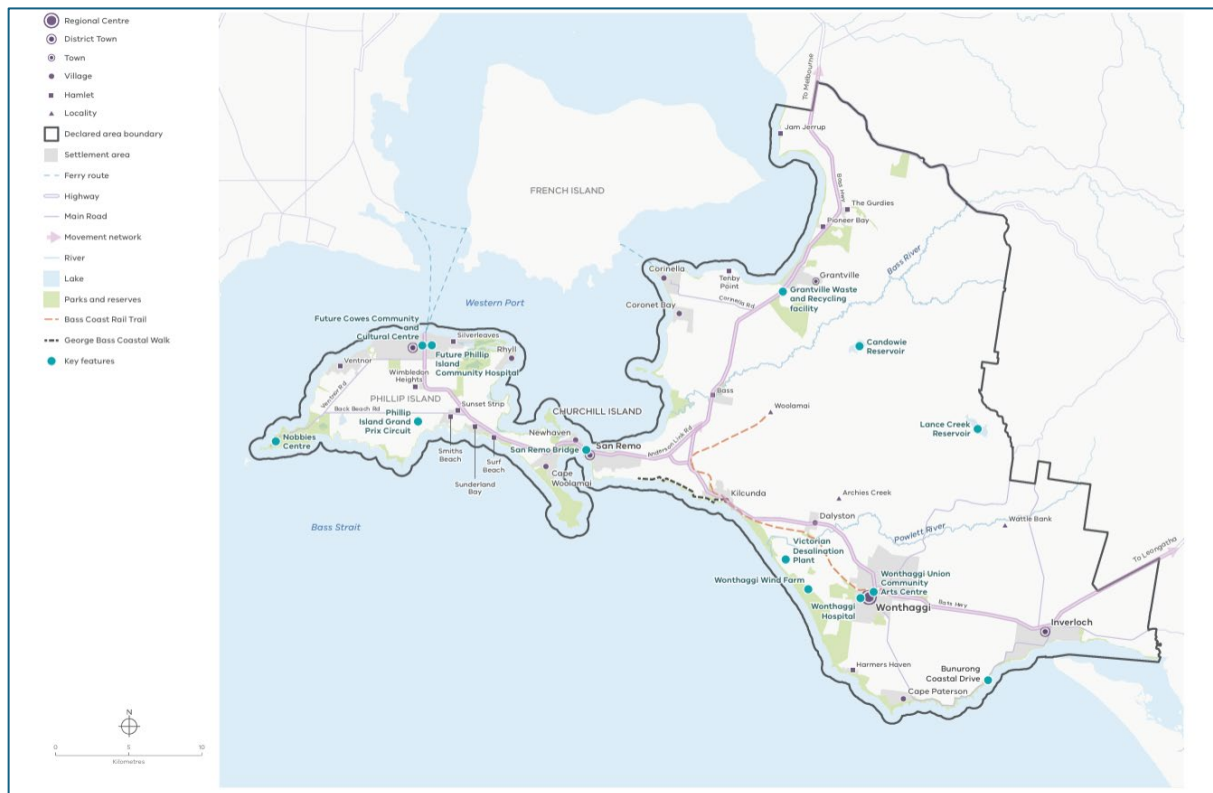 Regional Centre
District Town
Town
Village
Hamlet
Locality
Declared area boundary
Settlement area
Ferry route
Highway
Main Road
Movement network
River
Lake
Parks and reserves
Bass Coast Rail Trail
George Bass Coastal Walk
Key features
N
0 5 10
Kilometres
To Melbourne
Jam Jerrup
FRENCH ISLAND
Bass Hwy
The Gurdies
Pioneer Bay
Bass River
Corinella
Tenby
Point
Grantville
Corinella Rd
Grantville Waste
and Recycling
facility
Coronet Bay
Western Port
Future Cowes Community
and
Cultural Centre
Silverleaves
Rhyll
Future Phillip
Island
Community Hospital
Candowie
Reservoir
Ventnor
Wimbledon
Heights
Ventnor Rd
PHILLIP ISLAND
Back Beach Rd
Sunset Strip
Bass
Woolamai
CHURCHILL ISLAND
Phillip
Island Grand
Prix Circuit
Nobbies
Centre
Newhaven
San Remo
San Remo Bridge
Anderson Link Rd
Lance Creek
Reservoir
Smiths
Beach
Surf
Beach
Sunderland
Bay
Cape
Woolamai
Kilcunda
Archies Creek
Dalyston
Wattle Bank
Powlett River
Bass Strait
Victorian
Desalination
Plant
To Leongatha
Wonthaggi Wind Farm
Wonthaggi Union
Community
Arts Centre
Wonthaggi
Hospital
Wonthaggi
Bass Hwy
Inverloch
Harmers Haven
Bunurong
Coastal Drive
Cape Paterson